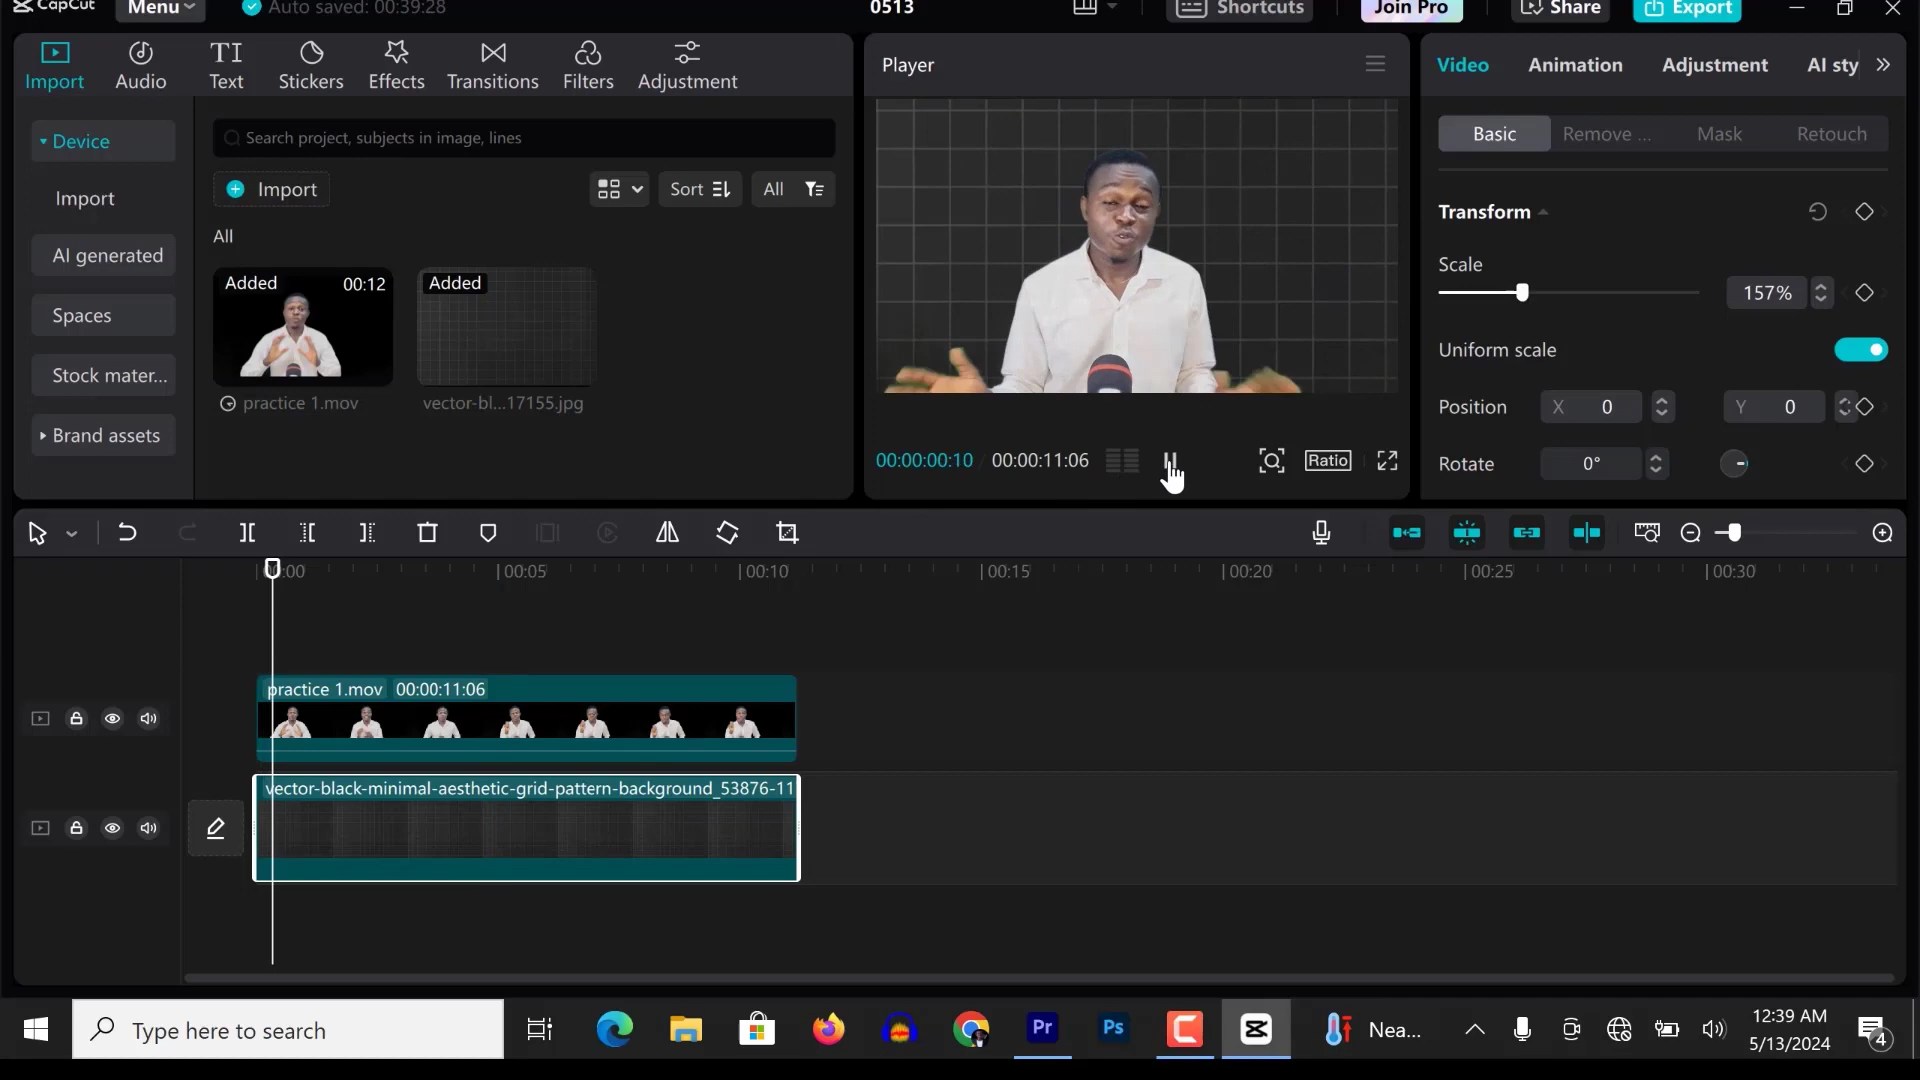 CapCut
Menu
Auto saved: 00:39:28
0513
Shortcuts
Join Pro
Share
Export
Import
Audio
TI
Text
Stickers
Effects
Transitions
Filters
Adjustment
Device
Import
AI generated
Spaces
Stock mater...
Brand assets
Search project, subjects in image, lines
Import
Sort
All
All
Added
00:12
practice 1.mov
Added
vector-bl...17155.jpg
Player
00:00:00:10
00:00:11:06
Ratio
Video
Animation
Adjustment
AI sty
Basic
Remove ...
Mask
Retouch
Transform
Scale
157%
Uniform scale
Position
X 0
Y 0
Rotate
0°
00:00
00:05
00:10
00:15
00:20
00:25
00:30
practice 1.mov 00:00:11:06
vector-black-minimal-aesthetic-grid-pattern-background_53876-11
Type here to search
Pr
Ps
Nea...
12:39 AM
5/13/2024
4